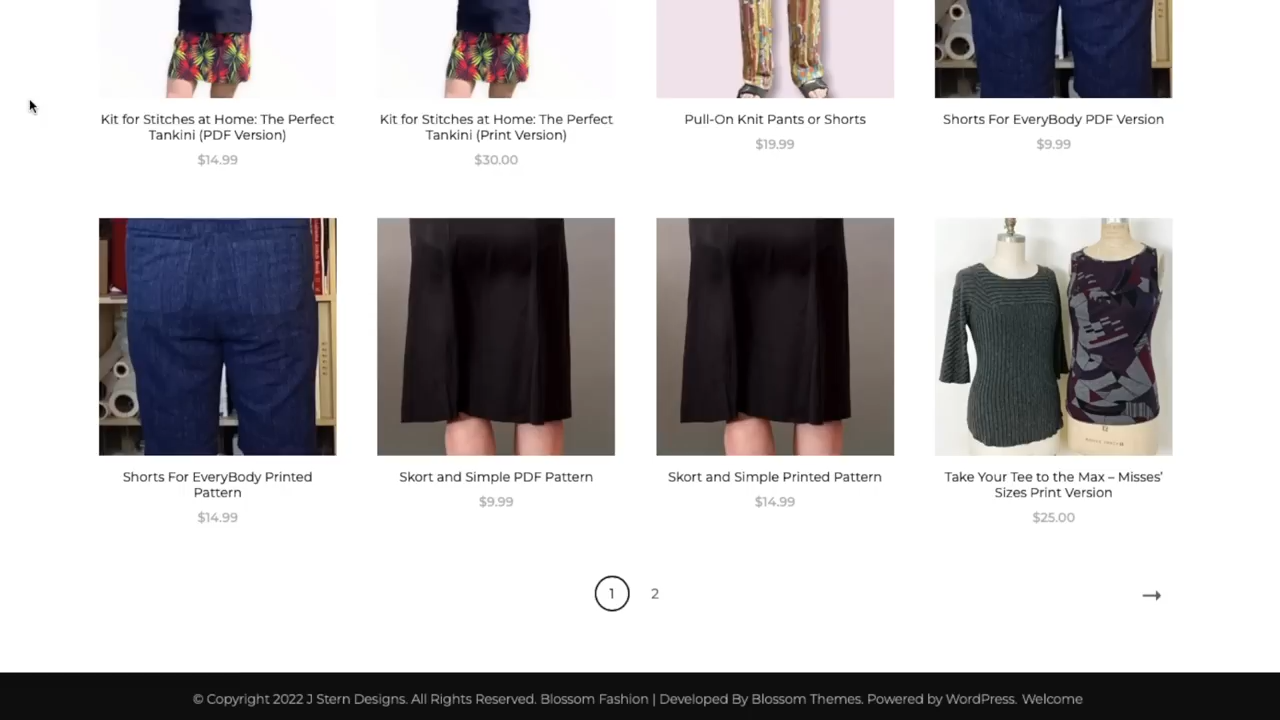 Kit for Stitches at Home: The Perfect
Tankini (PDF Version)
$14.99
Kit for Stitches at Home: The Perfect
Tankini (Print Version)
$30.00
Pull-On Knit Pants or Shorts
$19.99
Shorts For EveryBody PDF Version
$9.99
Shorts For EveryBody Printed
Pattern
$14.99
Skort and Simple PDF Pattern
$9.99
Skort and Simple Printed Pattern
$14.99
Take Your Tee to the Max – Misses’
Sizes Print Version
$25.00
1 2 →
© Copyright 2022 J Stern Designs. All Rights Reserved. Blossom Fashion | Developed By Blossom Themes. Powered by WordPress. Welcome